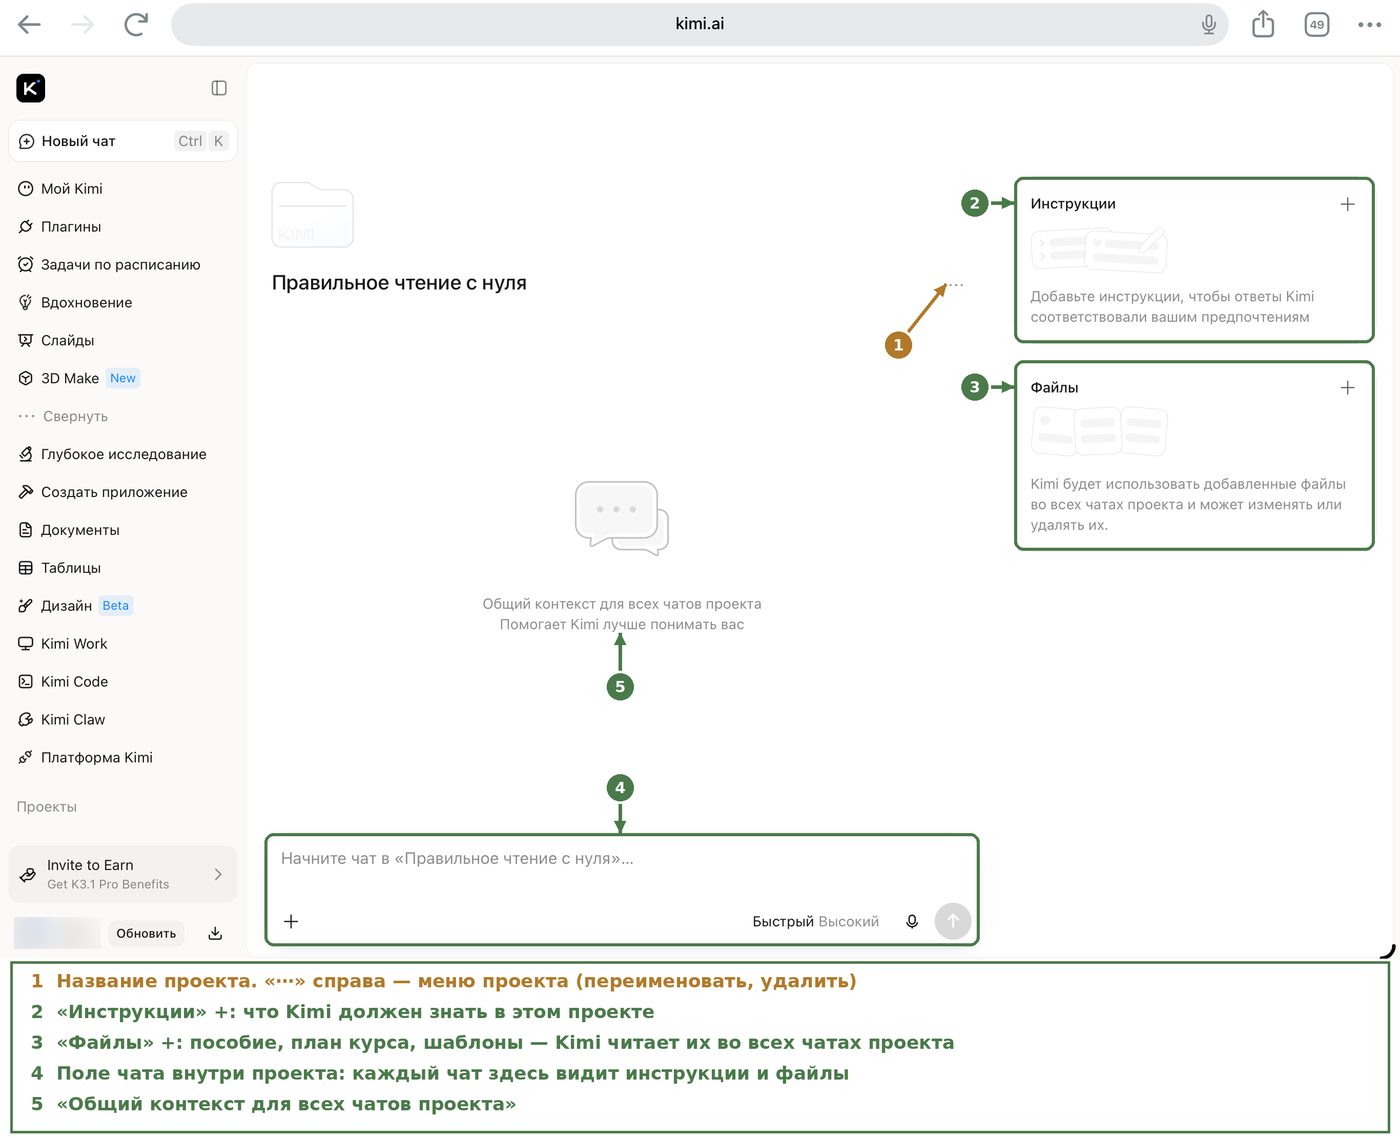 kimi.ai
49
Новый чат Ctrl K
Мой Kimi
Плагины
Задачи по расписанию
Вдохновение
Слайды
3D Make New
··· Свернуть
Глубокое исследование
Создать приложение
Документы
Таблицы
Дизайн Beta
Kimi Work
Kimi Code
Kimi Claw
Платформа Kimi
Проекты
Invite to Earn
Get K3.1 Pro Benefits
Обновить
KIMI
Правильное чтение с нуля
···
1
2
Инструкции
Добавьте инструкции, чтобы ответы Kimi
соответствовали вашим предпочтениям
3
Файлы
Kimi будет использовать добавленные файлы
во всех чатах проекта и может изменять или
удалять их.
Общий контекст для всех чатов проекта
Помогает Kimi лучше понимать вас
5
4
Начните чат в «Правильное чтение с нуля»...
Быстрый Высокий
1 Название проекта. «···» справа — меню проекта (переименовать, удалить)
2 «Инструкции» +: что Kimi должен знать в этом проекте
3 «Файлы» +: пособие, план курса, шаблоны — Kimi читает их во всех чатах проекта
4 Поле чата внутри проекта: каждый чат здесь видит инструкции и файлы
5 «Общий контекст для всех чатов проекта»